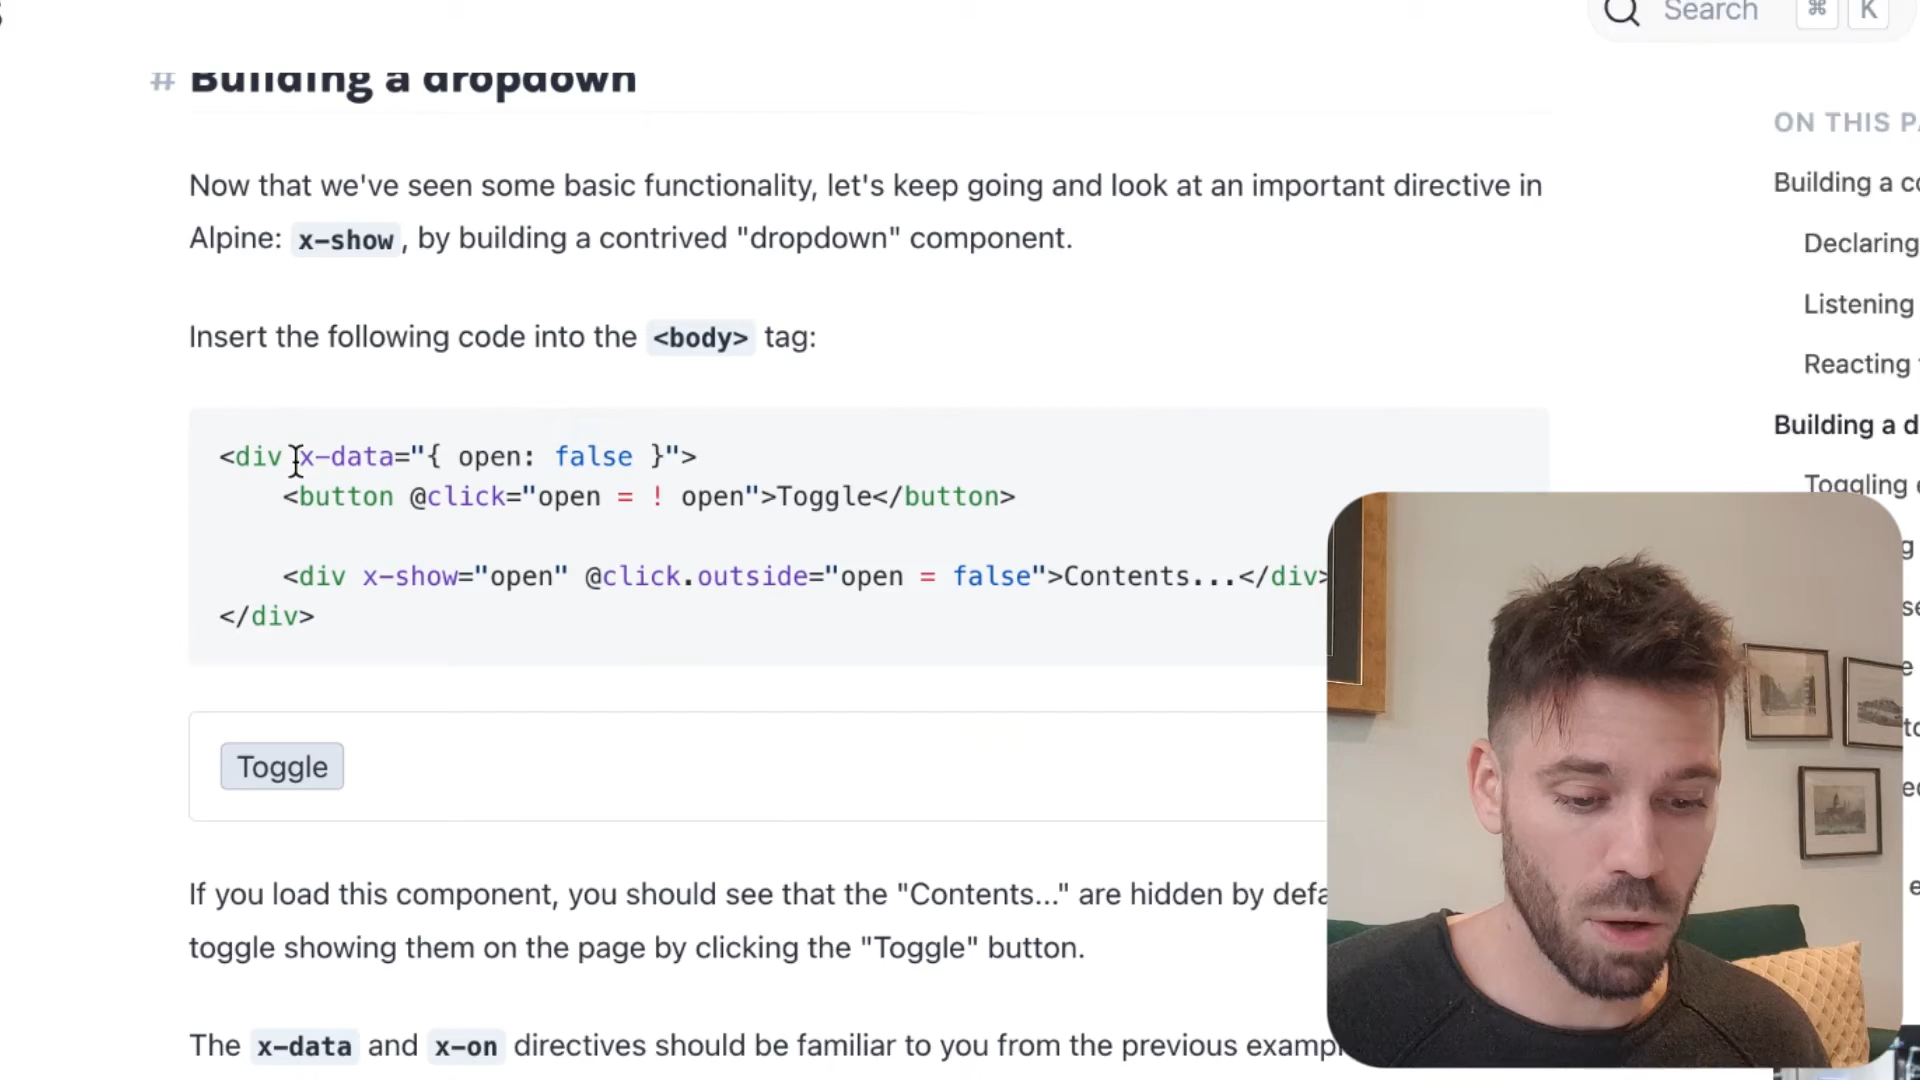 Search ⌘ K
# Building a dropdown
ON THIS
Now that we've seen some basic functionality, let's keep going and look at an important directive in
Alpine: x-show, by building a contrived "dropdown" component.
Building a
Declaring
Listening
Insert the following code into the <body> tag:
Reacting
Building a
Toggling
<div x-data="{ open: false }">
<button @click="open = ! open">Toggle</button>
<div x-show="open" @click.outside="open = false">Contents...</div>
</div>
Toggle
If you load this component, you should see that the "Contents..." are hidden by
toggle showing them on the page by clicking the "Toggle" button.
The x-data and x-on directives should be familiar to you from the previous